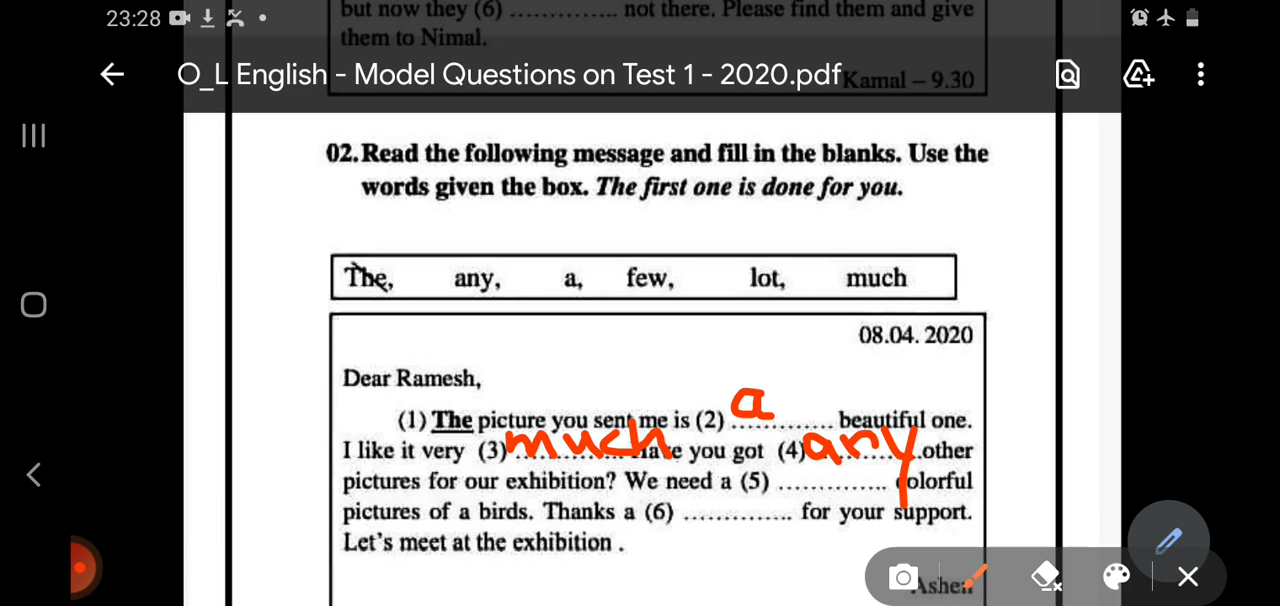 23:28
but now they (6) .............. not there. Please find them and give
them to Nimal.
O_L English - Model Questions on Test 1 - 2020.pdf
Kamal – 9.30
02. Read the following message and fill in the blanks. Use the
words given the box. The first one is done for you.
The, any, a, few, lot, much
08.04. 2020
Dear Ramesh,
(1) The picture you sent me is (2) a ............. beautiful one.
I like it very (3) much ............. have you got (4) any .............other
pictures for our exhibition? We need a (5) .............. colorful
pictures of a birds. Thanks a (6) .............. for your support.
Let's meet at the exhibition .
Ashen